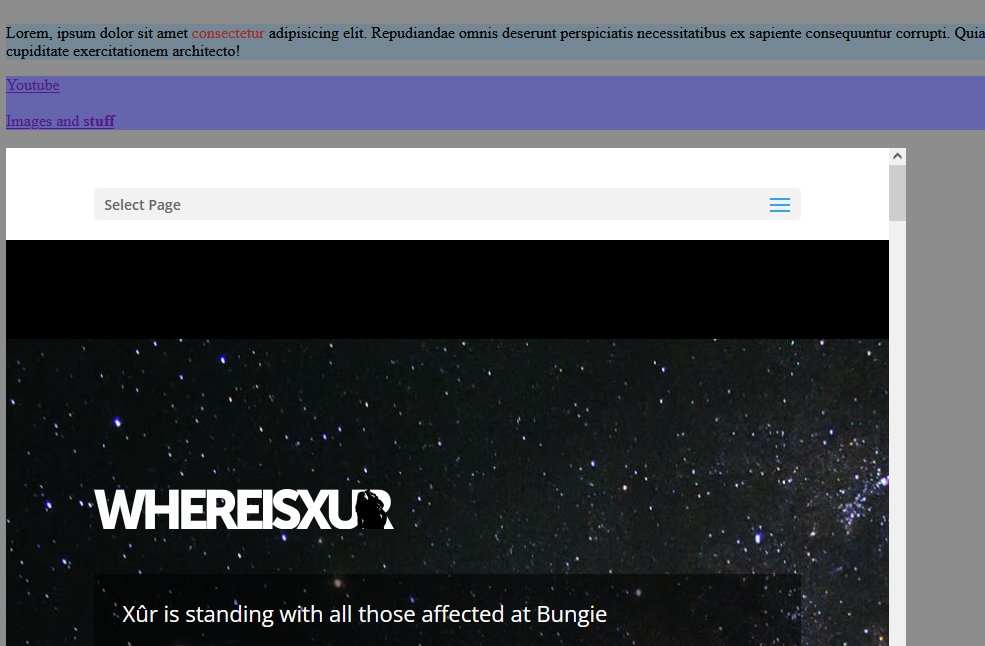 Lorem, ipsum dolor sit amet consectetur adipisicing elit. Repudiandae omnis deserunt perspiciatis necessitatibus ex sapiente consequuntur corrupti. Quia
cupiditate exercitationem architecto!
Youtube
Images and stuff
Select Page
WHEREISXUR
Xûr is standing with all those affected at Bungie